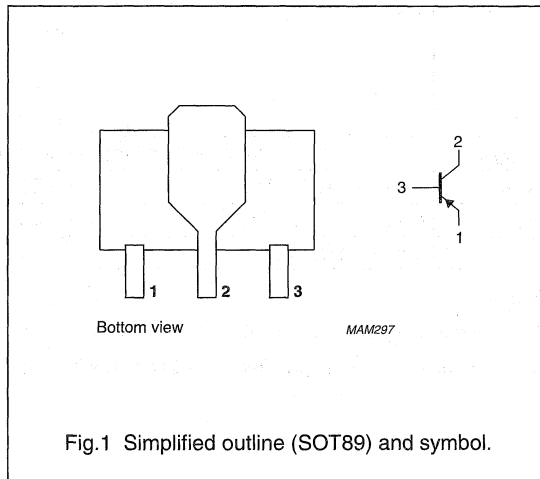 2
3
1
1 2 3
Bottom view MAM297
Fig.1 Simplified outline (SOT89) and symbol.